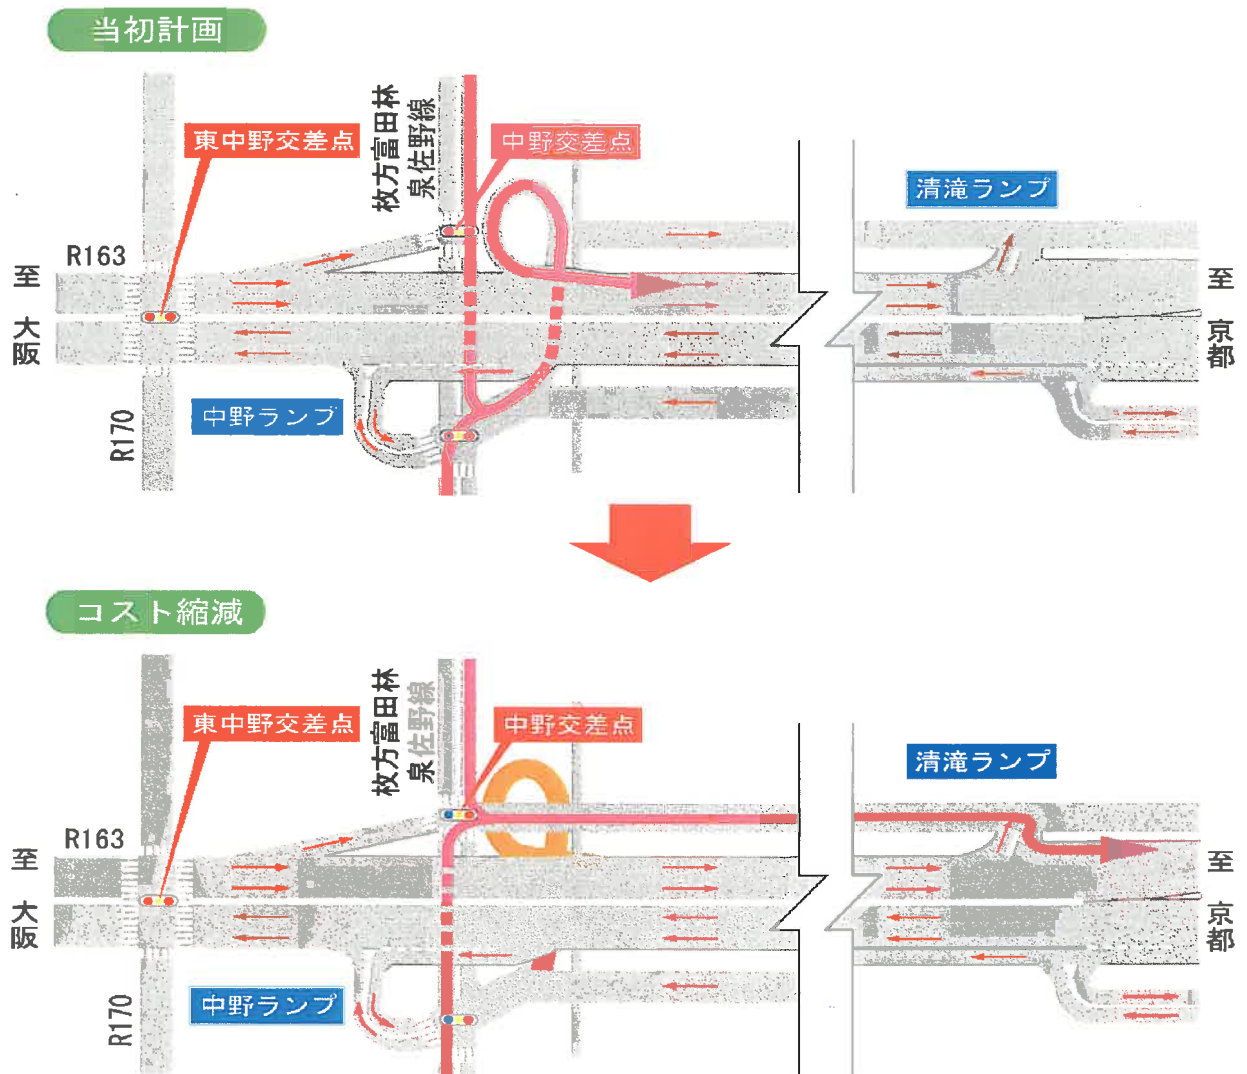 当初計画
枚方富田林
泉佐野線
東中野交差点
中野交差点
清滝ランプ
R163
至
大阪
至
京都
中野ランプ
R170
コスト縮減
枚方富田林
泉佐野線
東中野交差点
中野交差点
清滝ランプ
R163
至
大阪
至
京都
中野ランプ
R170